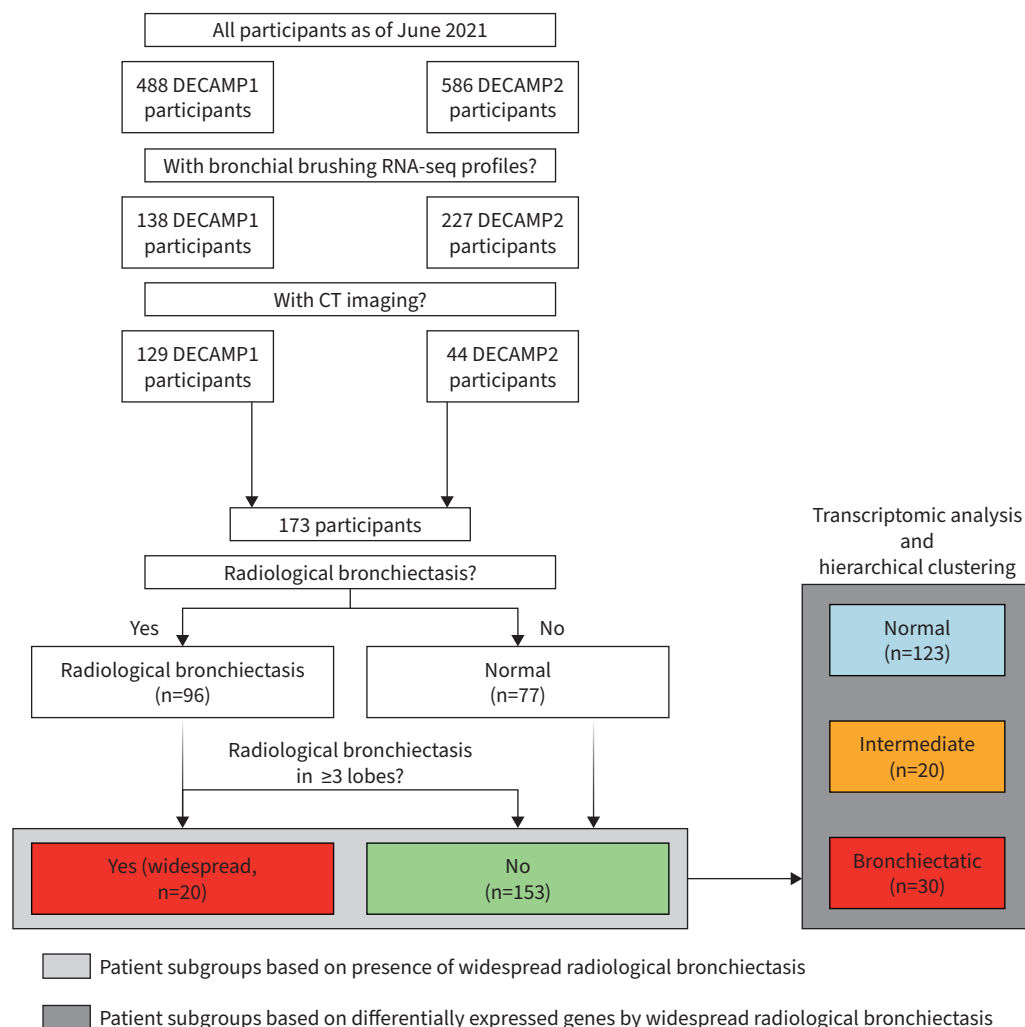 All participants as of June 2021
488 DECAMP1
participants
586 DECAMP2
participants
With bronchial brushing RNA-seq profiles?
138 DECAMP1
participants
227 DECAMP2
participants
With CT imaging?
129 DECAMP1
participants
44 DECAMP2
participants
173 participants
Radiological bronchiectasis?
Yes
No
Radiological bronchiectasis
(n=96)
Normal
(n=77)
Radiological bronchiectasis
in ≥3 lobes?
Yes (widespread,
n=20)
No
(n=153)
Transcriptomic analysis
and
hierarchical clustering
Normal
(n=123)
Intermediate
(n=20)
Bronchiectatic
(n=30)
Patient subgroups based on presence of widespread radiological bronchiectasis
Patient subgroups based on differentially expressed genes by widespread radiological bronchiectasis